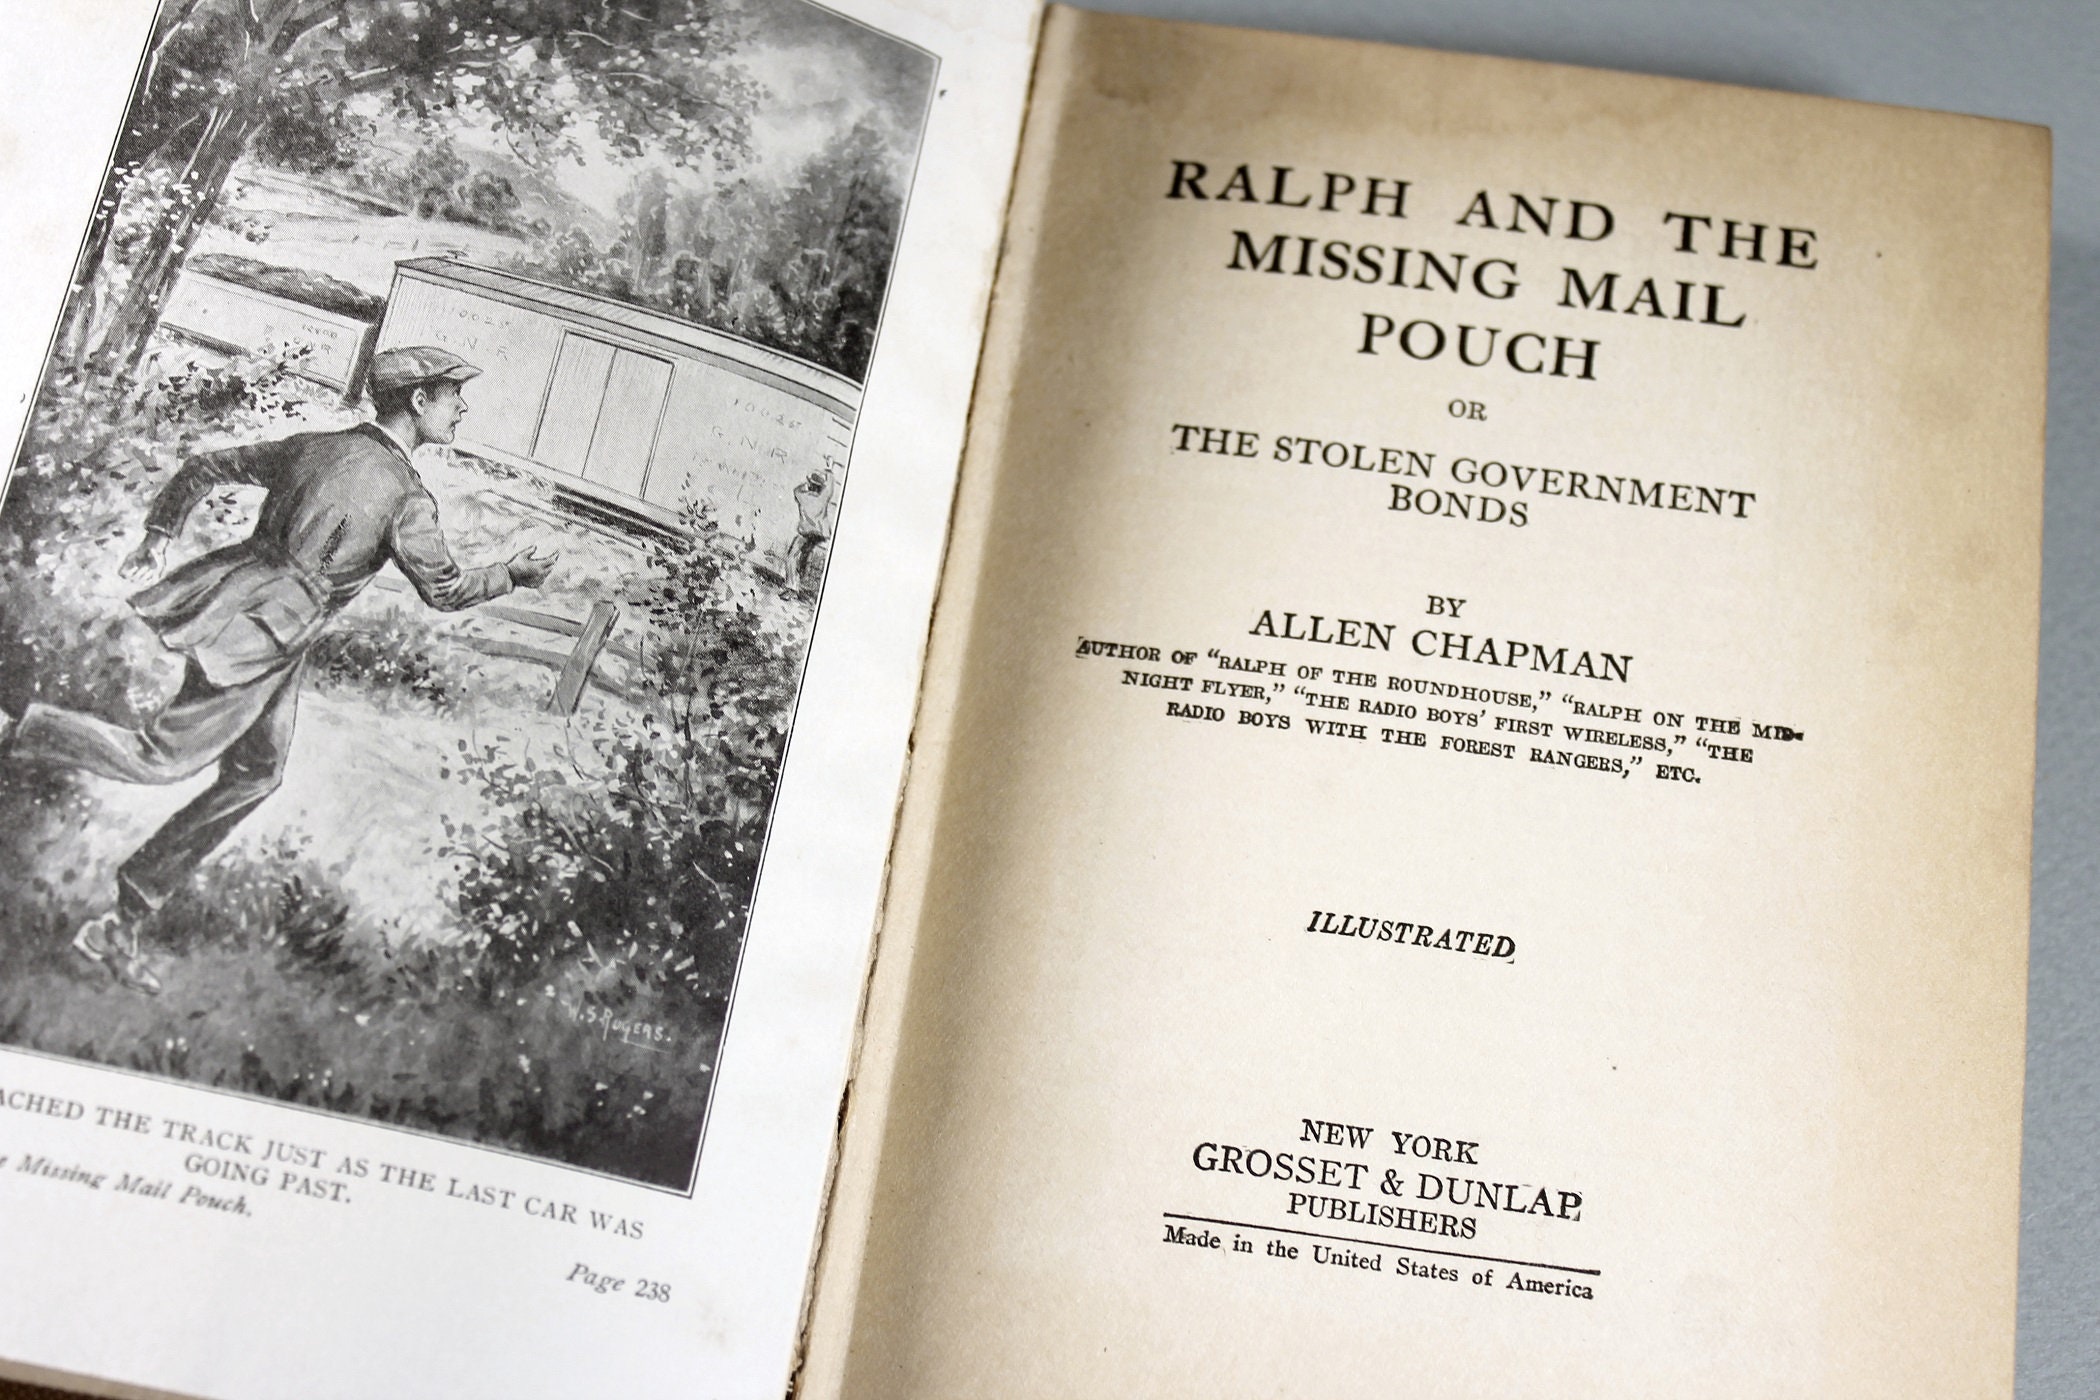 10025
G. N. R
10025
G. N. R
W. S. ROGERS.
ACHED THE TRACK JUST AS THE LAST CAR WAS
GOING PAST.
Missing Mail Pouch.
Page 238
RALPH AND THE
MISSING MAIL
POUCH
OR
THE STOLEN GOVERNMENT
BONDS
BY
ALLEN CHAPMAN
AUTHOR OF "RALPH OF THE ROUNDHOUSE," "RALPH ON THE MID-
NIGHT FLYER," "THE RADIO BOYS' FIRST WIRELESS," "THE
RADIO BOYS WITH THE FOREST RANGERS," ETC.
ILLUSTRATED
NEW YORK
GROSSET & DUNLAP
PUBLISHERS
Made in the United States of America